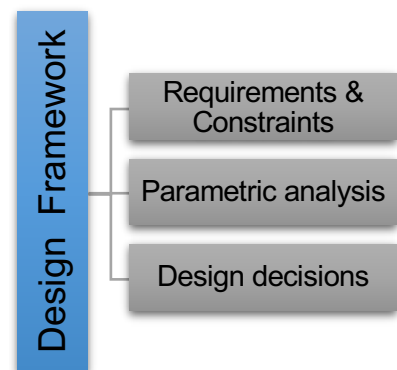 Design Framework
Requirements &
Constraints
Parametric analysis
Design decisions